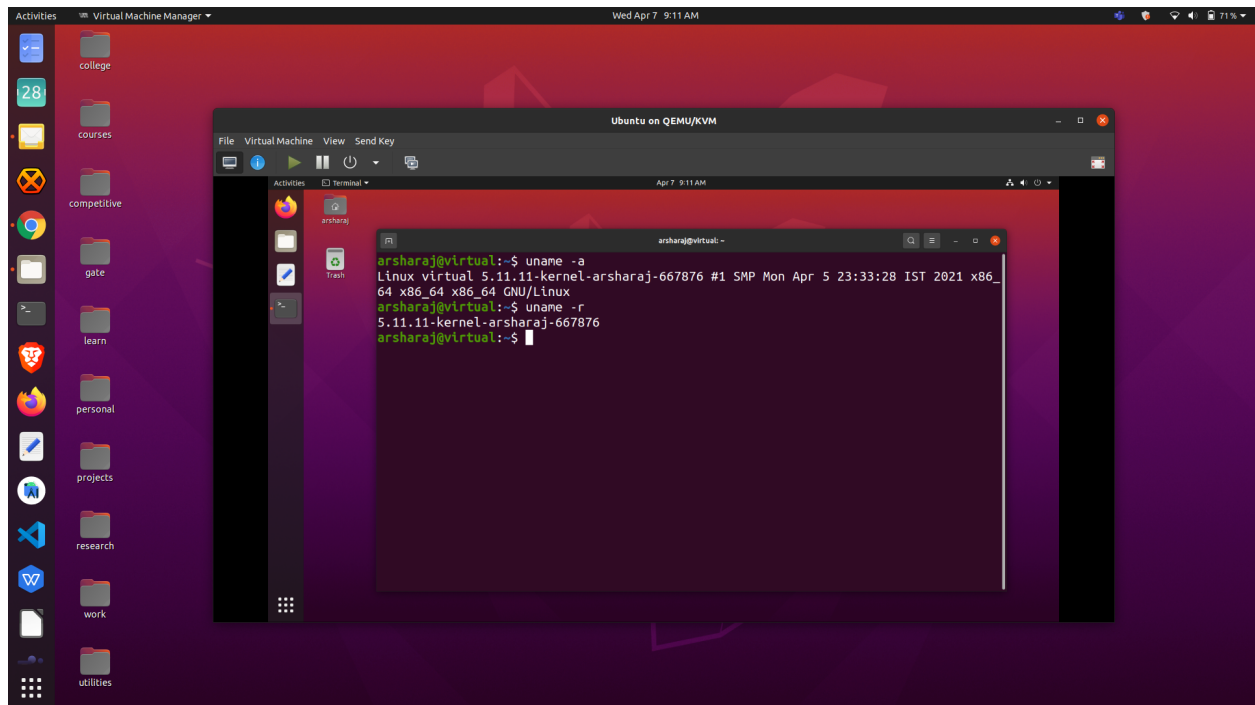 Activities Virtual Machine Manager Wed Apr 7 9:11 AM 71%
28
college
courses
competitive
gate
learn
personal
projects
research
work
utilities
Ubuntu on QEMU/KVM
File Virtual Machine View Send Key
Activities Terminal Apr 7 9:11 AM
arsharaj
Trash
arsharaj@virtual: ~
arsharaj@virtual:~$ uname -a
Linux virtual 5.11.11-kernel-arsharaj-667876 #1 SMP Mon Apr 5 23:33:28 IST 2021 x86_
64 x86_64 x86_64 GNU/Linux
arsharaj@virtual:~$ uname -r
5.11.11-kernel-arsharaj-667876
arsharaj@virtual:~$